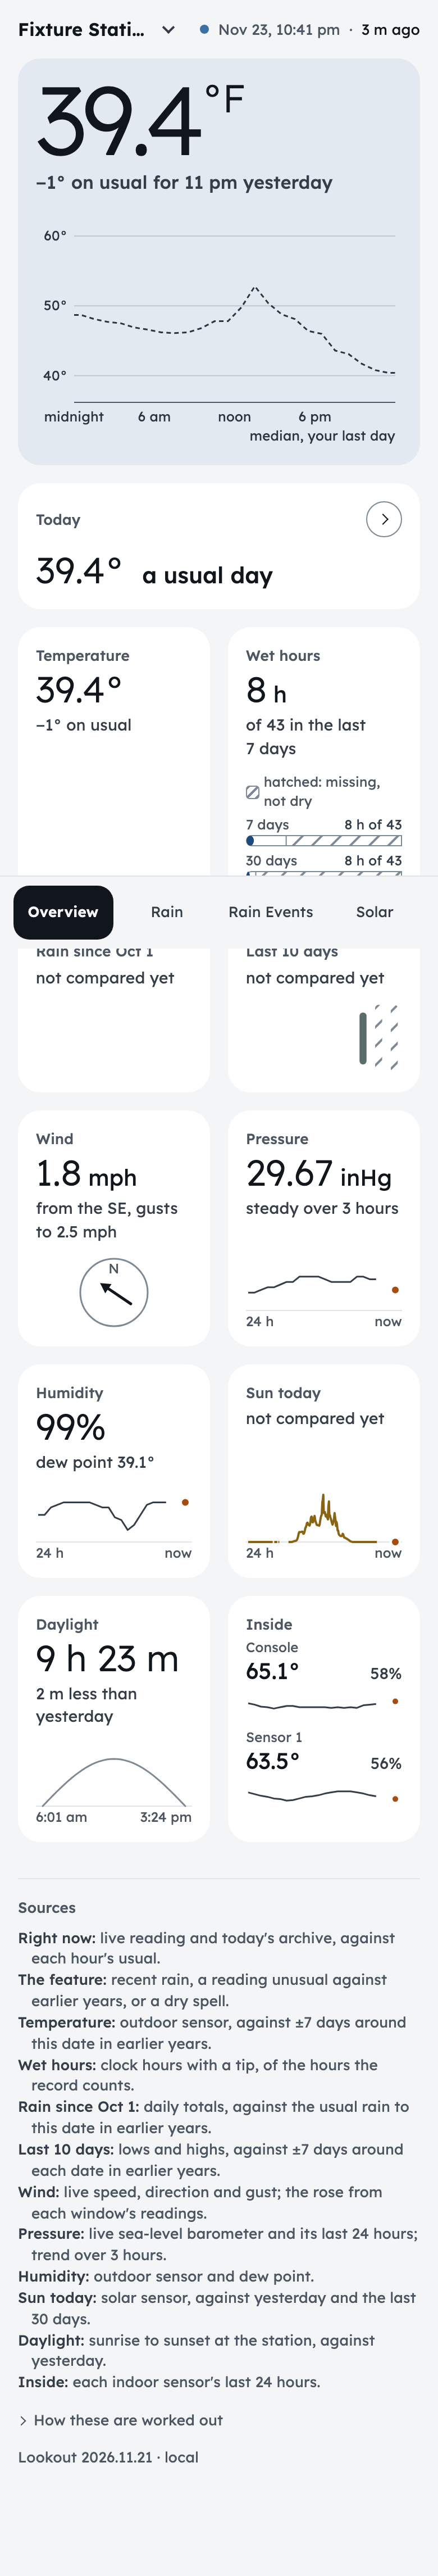 Fixture Stati... Nov 23, 10:41 pm · 3 m ago
39.4°F
−1° on usual for 11 pm yesterday
60°
50°
40°
midnight 6 am noon 6 pm
median, your last day
Today
39.4° a usual day
Temperature
39.4°
−1° on usual
Wet hours
8 h
of 43 in the last
7 days
hatched: missing,
not dry
7 days 8 h of 43
30 days 8 h of 43
Overview Rain Rain Events Solar
Rain since Oct 1
not compared yet
Last 10 days
not compared yet
Wind
1.8 mph
from the SE, gusts
to 2.5 mph
N
Pressure
29.67 inHg
steady over 3 hours
24 h now
Humidity
99%
dew point 39.1°
24 h now
Sun today
not compared yet
24 h now
Daylight
9 h 23 m
2 m less than
yesterday
6:01 am 3:24 pm
Inside
Console
65.1° 58%
Sensor 1
63.5° 56%
Sources
Right now: live reading and today's archive, against
each hour's usual.
The feature: recent rain, a reading unusual against
earlier years, or a dry spell.
Temperature: outdoor sensor, against ±7 days around
this date in earlier years.
Wet hours: clock hours with a tip, of the hours the
record counts.
Rain since Oct 1: daily totals, against the usual rain to
this date in earlier years.
Last 10 days: lows and highs, against ±7 days around
each date in earlier years.
Wind: live speed, direction and gust; the rose from
each window's readings.
Pressure: live sea-level barometer and its last 24 hours;
trend over 3 hours.
Humidity: outdoor sensor and dew point.
Sun today: solar sensor, against yesterday and the last
30 days.
Daylight: sunrise to sunset at the station, against
yesterday.
Inside: each indoor sensor's last 24 hours.
How these are worked out
Lookout 2026.11.21 · local